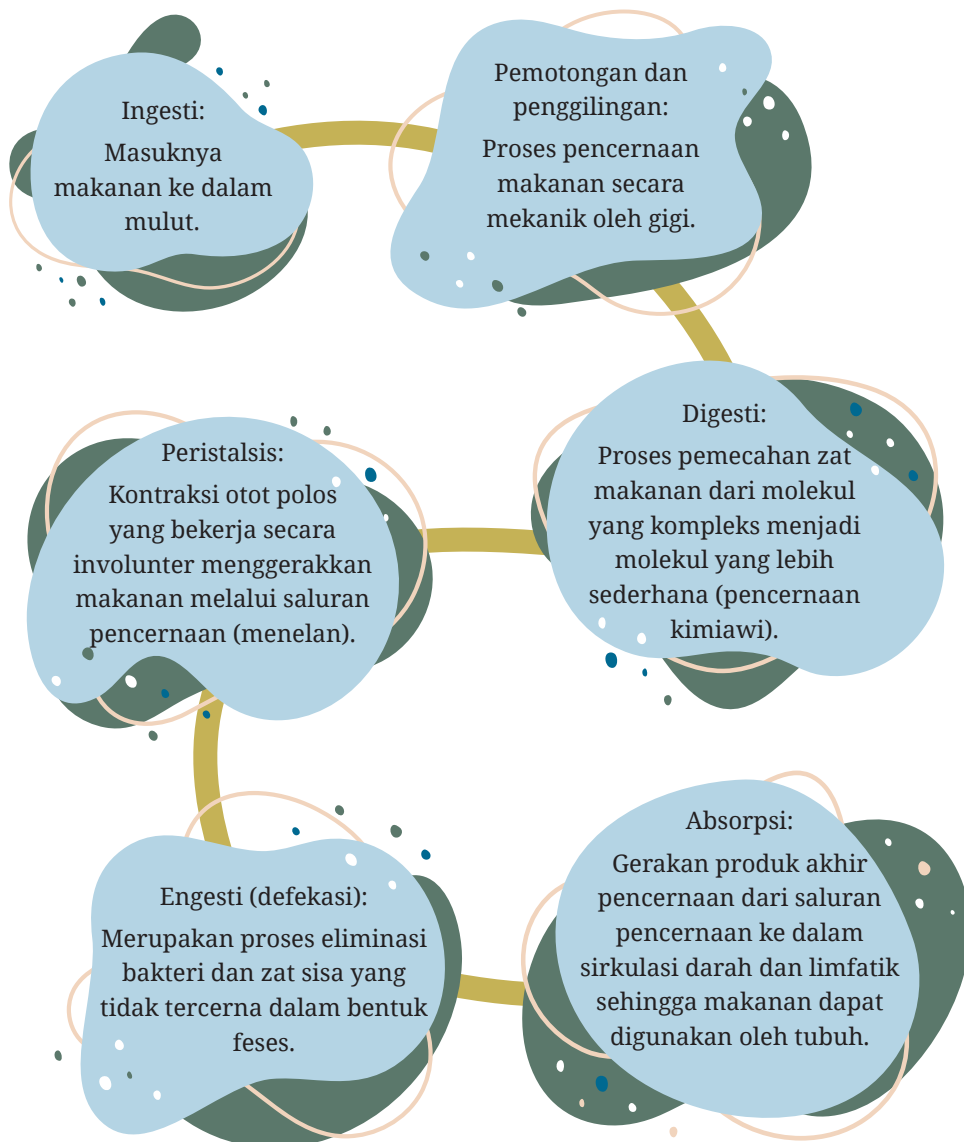 Ingesti:
Masuknya
makanan ke dalam
mulut.
Pemotongan dan
penggilingan:
Proses pencernaan
makanan secara
mekanik oleh gigi.
Digesti:
Proses pemecahan zat
makanan dari molekul
yang kompleks menjadi
molekul yang lebih
sederhana (pencernaan
kimiawi).
Peristalsis:
Kontraksi otot polos
yang bekerja secara
involunter menggerakkan
makanan melalui saluran
pencernaan (menelan).
Engesti (defekasi):
Merupakan proses eliminasi
bakteri dan zat sisa yang
tidak tercerna dalam bentuk
feses.
Absorpsi:
Gerakan produk akhir
pencernaan dari saluran
pencernaan ke dalam
sirkulasi darah dan limfatik
sehingga makanan dapat
digunakan oleh tubuh.